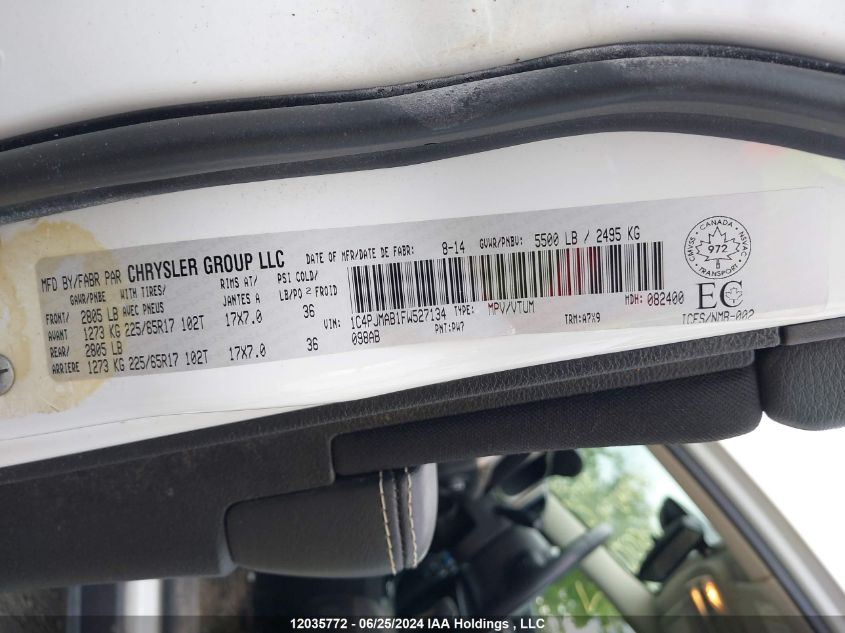 MFD BY/FABR PAR CHRYSLER GROUP LLC DATE OF MFR/DATE DE FABR: 8-14 GVWR/PNBV: 5500 LB / 2495 KG
GAWR/PNBE WITH TIRES/ RIMS AT/ PSI COLD/
AVEC PNEUS JANTES A LB/PO 2 FROID
FRONT/ 2805 LB
AVANT 1273 KG 225/65R17 102T 17X7.0 36
REAR/ 2805 LB
ARRIERE 1273 KG 225/65R17 102T 17X7.0 36
VIN: 1C4PJMAB1FW527134 TYPE: MPV/VTUM MDH: 082400
098AB PNT: PW7 TRM: A7X9
CANADA
CMVSS NSVAC
972
TRANSPORT
EC
ICES/NMB-002
12035772 - 06/25/2024 IAA Holdings , LLC